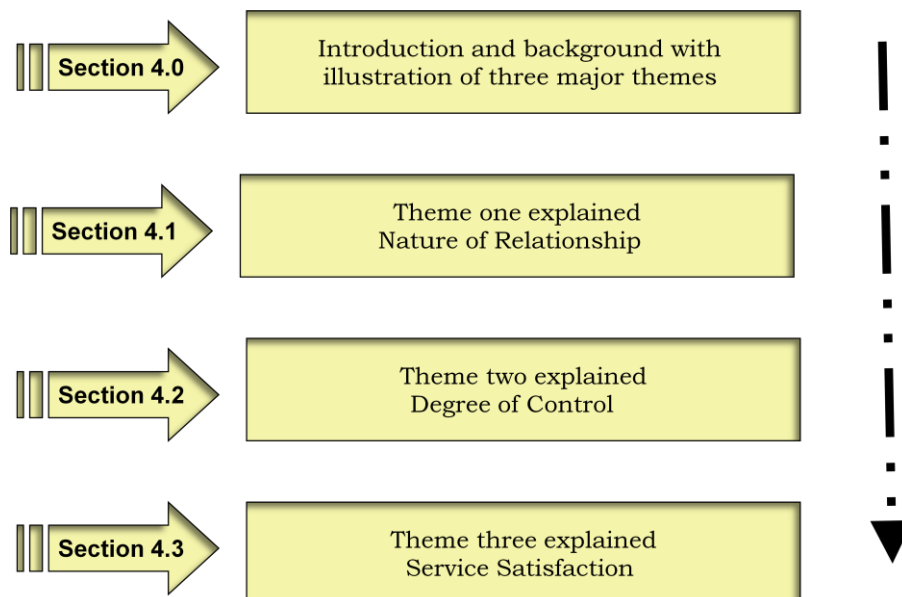 Section 4.0
Introduction and background with
illustration of three major themes
Section 4.1
Theme one explained
Nature of Relationship
Section 4.2
Theme two explained
Degree of Control
Section 4.3
Theme three explained
Service Satisfaction